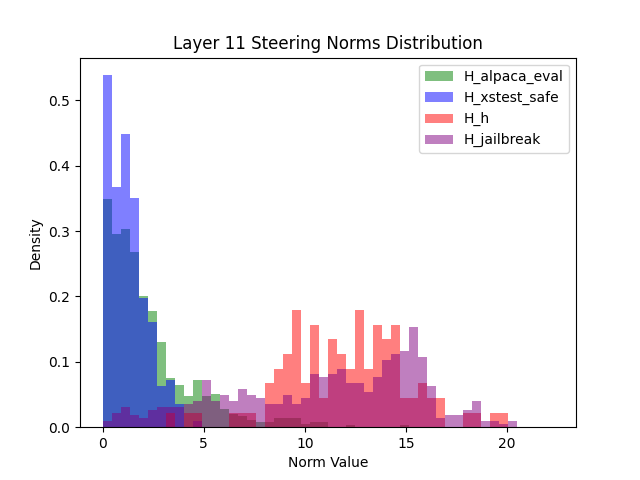 Layer 11 Steering Norms Distribution
H_alpaca_eval
H_xstest_safe
H_h
H_jailbreak
Density
0.5
0.4
0.3
0.2
0.1
0.0
0 5 10 15 20
Norm Value